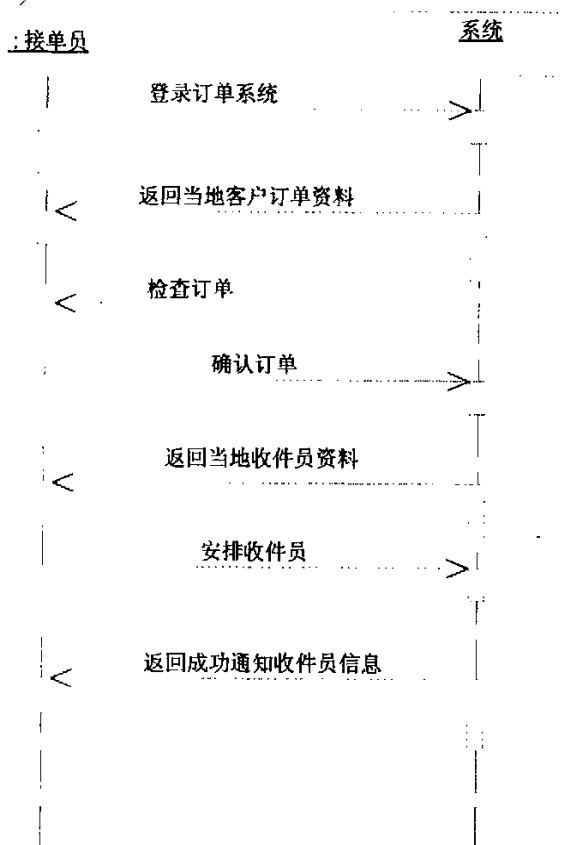 :接单员
系统
登录订单系统
返回当地客户订单资料
检查订单
确认订单
返回当地收件员资料
安排收件员
返回成功通知收件员信息